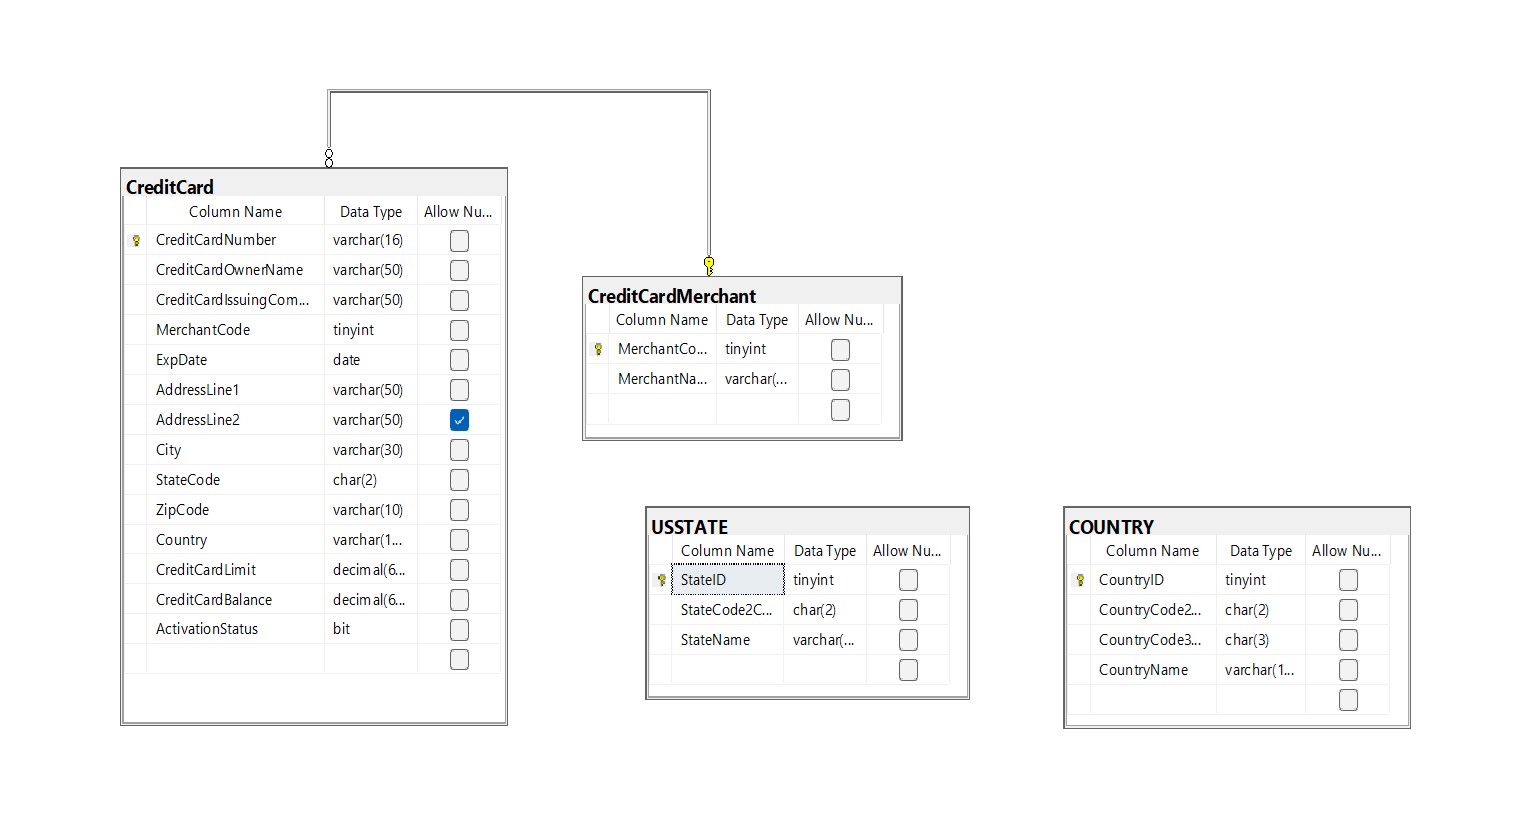 CreditCard
Column Name Data Type Allow Nu...
CreditCardNumber varchar(16)
CreditCardOwnerName varchar(50)
CreditCardIssuingCom... varchar(50)
MerchantCode tinyint
ExpDate date
AddressLine1 varchar(50)
AddressLine2 varchar(50)
City varchar(30)
StateCode char(2)
ZipCode varchar(10)
Country varchar(1...
CreditCardLimit decimal(6...
CreditCardBalance decimal(6...
ActivationStatus bit
CreditCardMerchant
Column Name Data Type Allow Nu...
MerchantCo... tinyint
MerchantNa... varchar(...
USSTATE
Column Name Data Type Allow Nu...
StateID tinyint
StateCode2C... char(2)
StateName varchar(...
COUNTRY
Column Name Data Type Allow Nu...
CountryID tinyint
CountryCode2... char(2)
CountryCode3... char(3)
CountryName varchar(1...